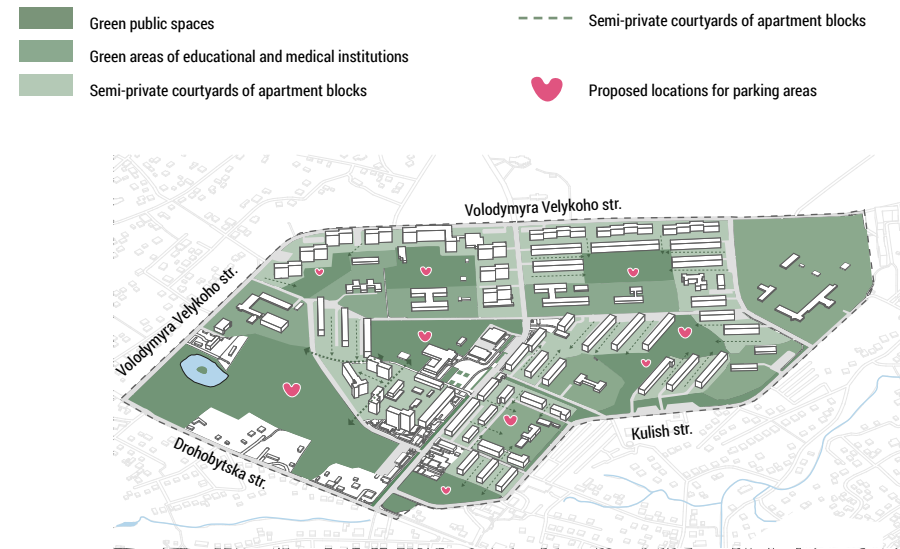 Green public spaces
Green areas of educational and medical institutions
Semi-private courtyards of apartment blocks
Semi-private courtyards of apartment blocks
Proposed locations for parking areas
Volodymyra Velykoho str.
Volodymyra Velykoho str.
Drohobytska str.
Kulish str.